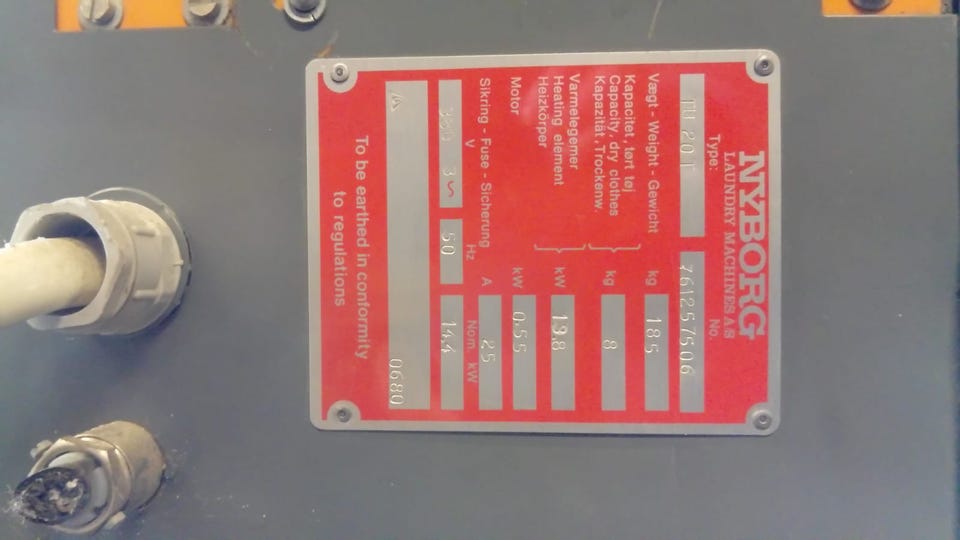 NYBORG
LAUNDRY MACHINES AS
Type: No.
TU 20 T 761257506
Vægt - Weight - Gewicht kg 185
Kapacitet, tørt tøj
Capacity, dry clothes
Kapazität, Trockenw.
kg 8
Varmelegemer
Heating element
Heizkörper
kW 13.8
Motor kW 0.55
Sikring - Fuse - Sicherung A 25
V Hz Nom. kW
380 3~ 50 14,4
0680
To be earthed in conformity
to regulations